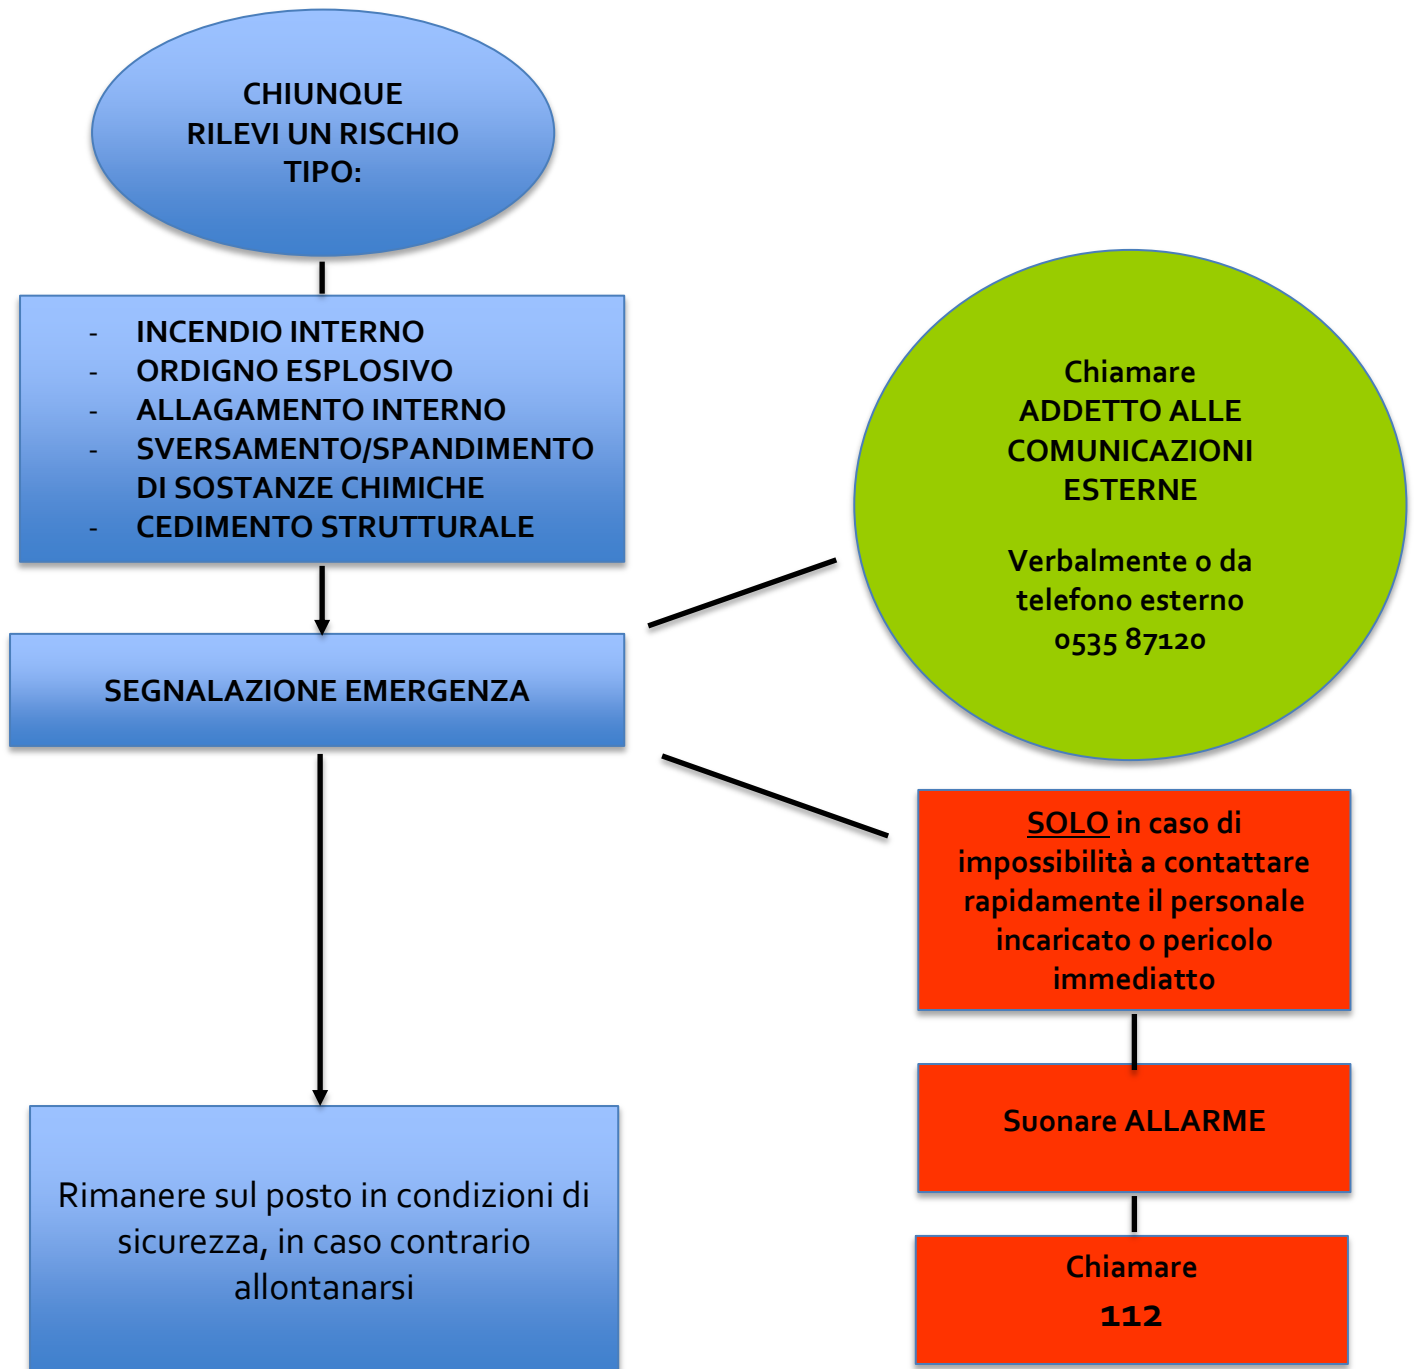 CHIUNQUE
RILEVI UN RISCHIO
TIPO:
- INCENDIO INTERNO
- ORDIGNO ESPLOSIVO
- ALLAGAMENTO INTERNO
- SVERSAMENTO/SPANDIMENTO
DI SOSTANZE CHIMICHE
- CEDIMENTO STRUTTURALE
SEGNALAZIONE EMERGENZA
Chiamare
ADDETTO ALLE
COMUNICAZIONI
ESTERNE
Verbalmente o da
telefono esterno
0535 87120
SOLO in caso di
impossibilità a contattare
rapidamente il personale
incaricato o pericolo
immediatto
Suonare ALLARME
Chiamare
112
Rimanere sul posto in condizioni di
sicurezza, in caso contrario
allontanarsi